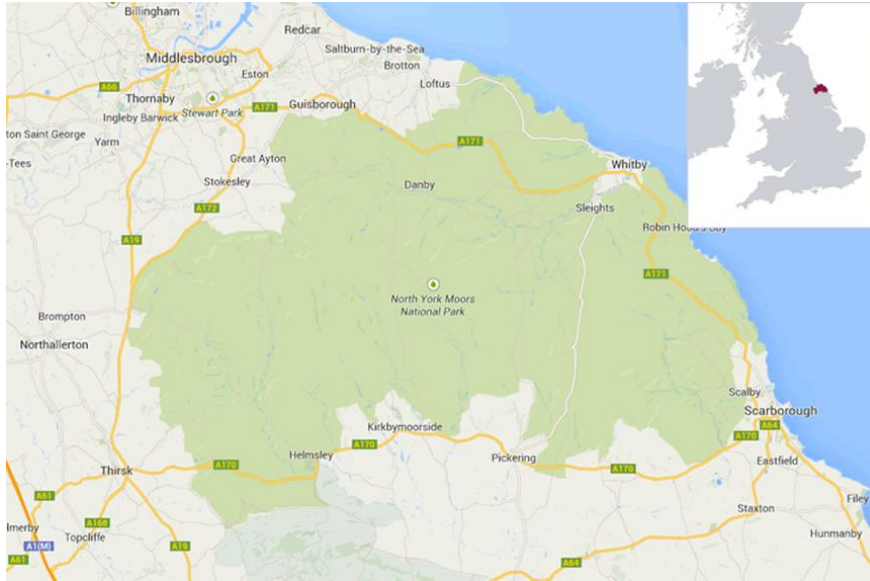 Billingham
Redcar
Saltburn-by-the-Sea
Middlesbrough
Brotton
Eston
Loftus
A66
Thornaby
Stewart Park
A171
Guisborough
Ingleby Barwick
ton Saint George
Yarm
A171
-Tees
Great Ayton
Whitby
Stokesley
Danby
A172
Sleights
Robin Hood's Bay
A19
A171
North York Moors
National Park
Brompton
Northallerton
Scalby
Scarborough
Kirkbymoorside
A64
A170
A170
Helmsley
Pickering
Eastfield
Thirsk
A170
A170
A61
Filey
Staxton
lmerby
A168
Topcliffe
Hunmanby
A1(M)
A19
A61
A64